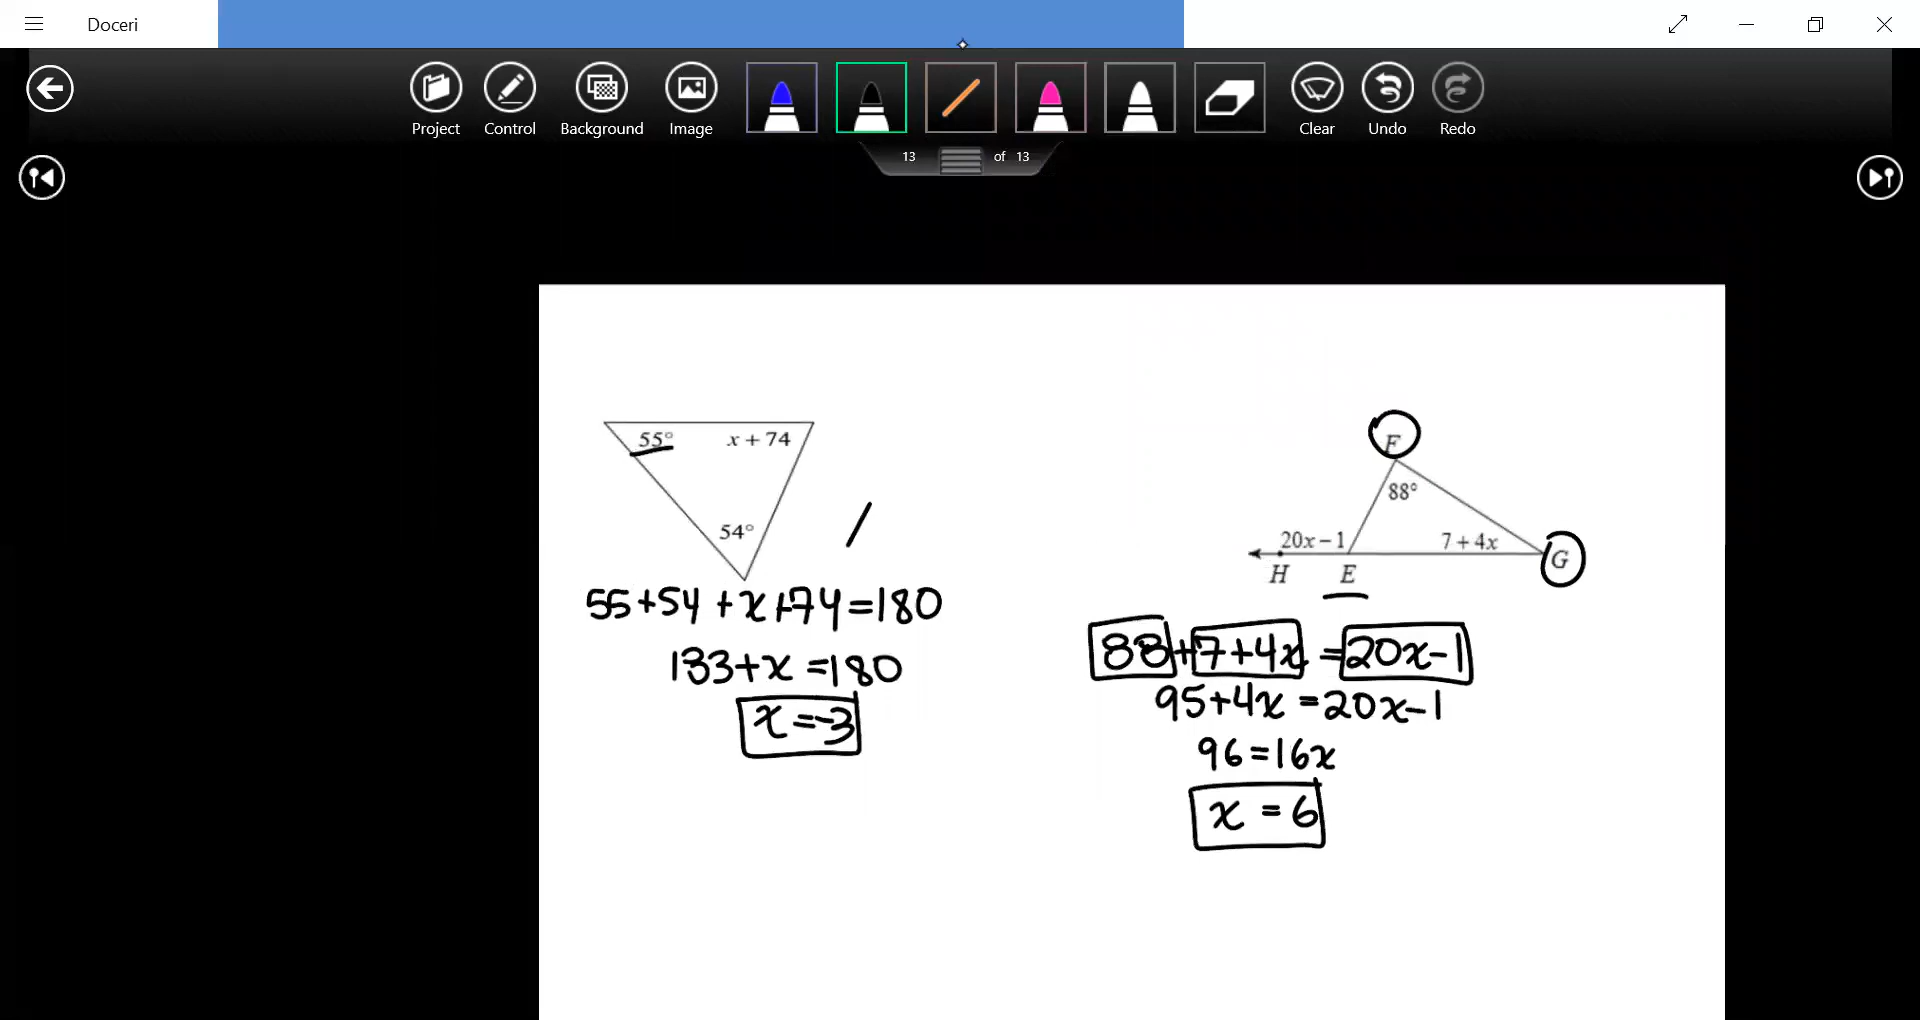 Doceri
Project Control Background Image Clear Undo Redo
13 of 13
55° x + 74
54°
55+54 +x+74=180
183+x =180
x =-3
F
88°
20x − 1 7 + 4x
H E G
88+7+4x =20x-1
95+4x =20x-1
96=16x
x = 6